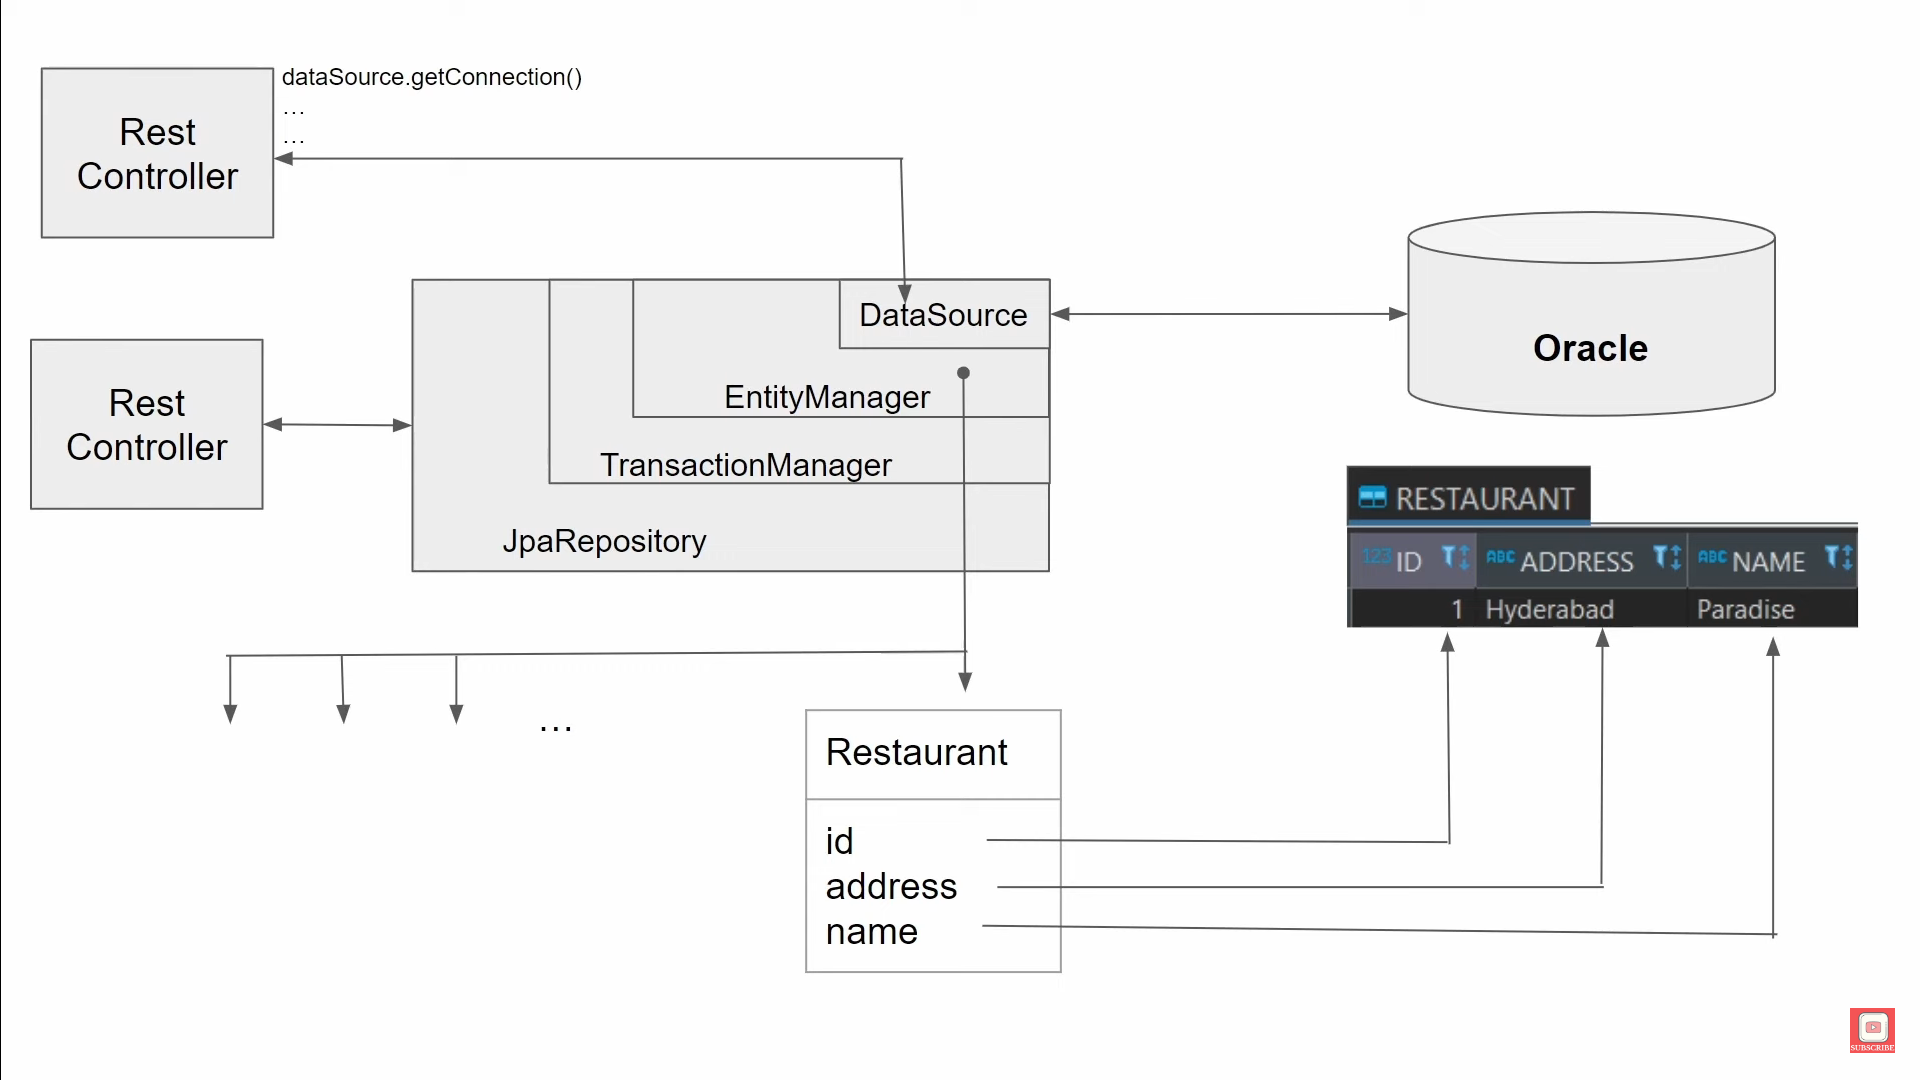 dataSource.getConnection()
...
...
Rest
Controller
DataSource
Oracle
Rest
Controller
EntityManager
TransactionManager
JpaRepository
RESTAURANT
123 ID ABC ADDRESS ABC NAME
1 Hyderabad Paradise
...
Restaurant
id
address
name
SUBSCRIBE